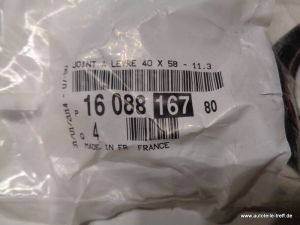 JOINT A LEVRE 40 X 58 - 11.3
P 16 088 167 80
Q 4
MADE IN FR. FRANCE
www.autoteile-treff.de